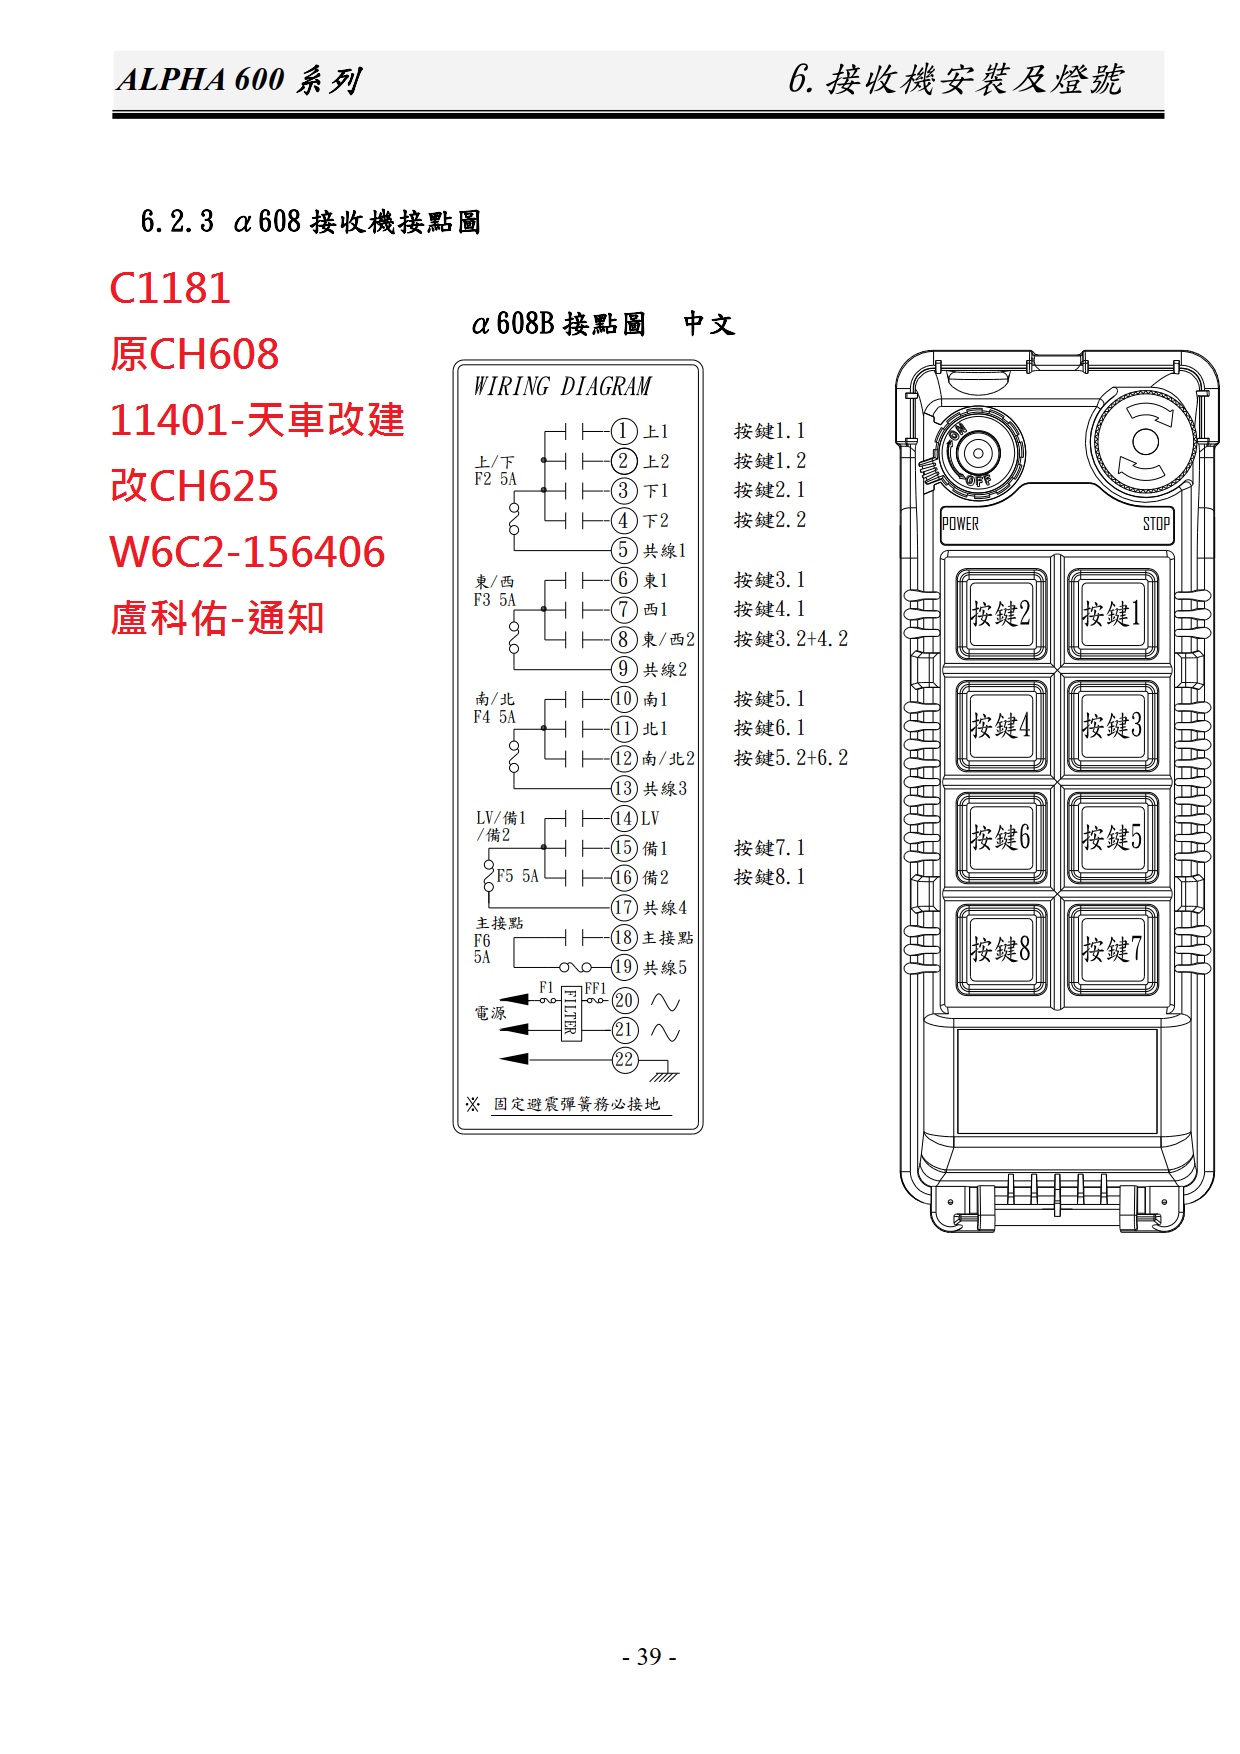 ALPHA 600 系列 6.接收機安裝及燈號
6.2.3 α608 接收機接點圖
C1181
原CH608
11401-天車改建
改CH625
W6C2-156406
盧科佑-通知
α608B 接點圖 中文
WIRING DIAGRAM
上/下
F2 5A
1 上1 按鍵1.1
2 上2 按鍵1.2
3 下1 按鍵2.1
4 下2 按鍵2.2
5 共線1
東/西
F3 5A
6 東1 按鍵3.1
7 西1 按鍵4.1
8 東/西2 按鍵3.2+4.2
9 共線2
南/北
F4 5A
10 南1 按鍵5.1
11 北1 按鍵6.1
12 南/北2 按鍵5.2+6.2
13 共線3
LV/備1
/備2
F5 5A
14 LV
15 備1 按鍵7.1
16 備2 按鍵8.1
17 共線4
主接點
F6
5A
18 主接點
19 共線5
電源
F1 FILTER FF1 20
21
22
※ 固定避震彈簧務必接地
ON
OFF
POWER STOP
按鍵2 按鍵1
按鍵4 按鍵3
按鍵6 按鍵5
按鍵8 按鍵7
- 39 -